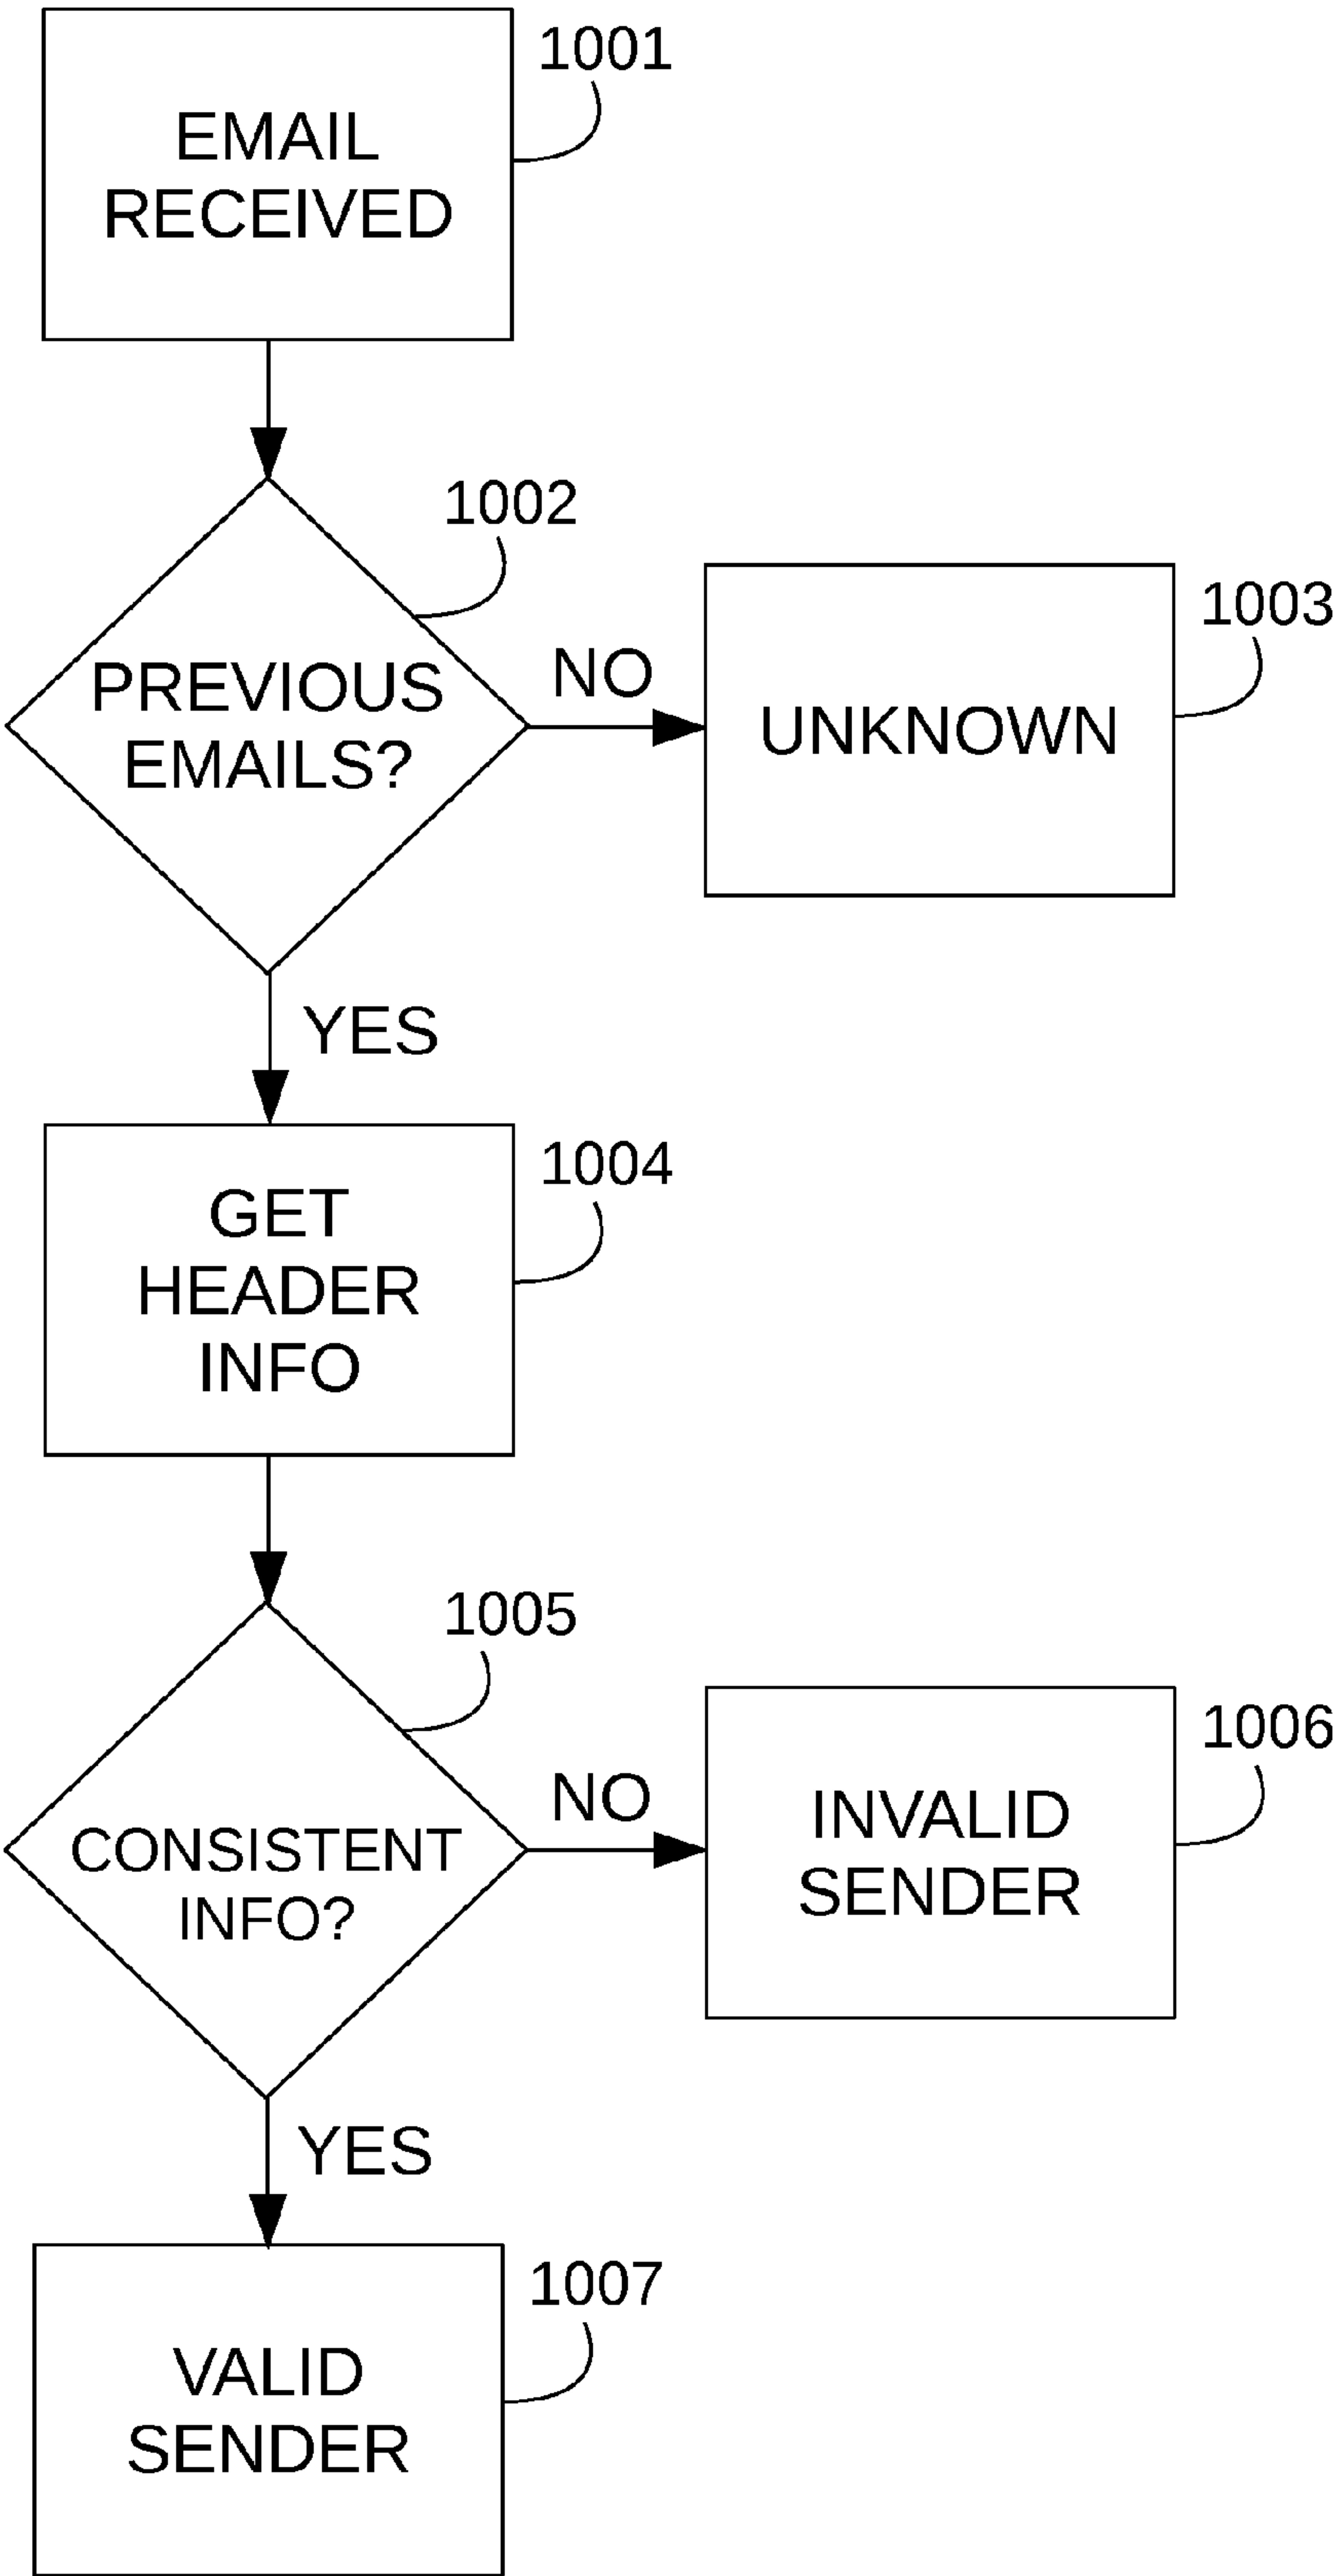 1001
EMAIL
RECEIVED
1002
PREVIOUS
EMAILS?
NO
1003
UNKNOWN
YES
1004
GET
HEADER
INFO
1005
CONSISTENT
INFO?
NO
1006
INVALID
SENDER
YES
1007
VALID
SENDER